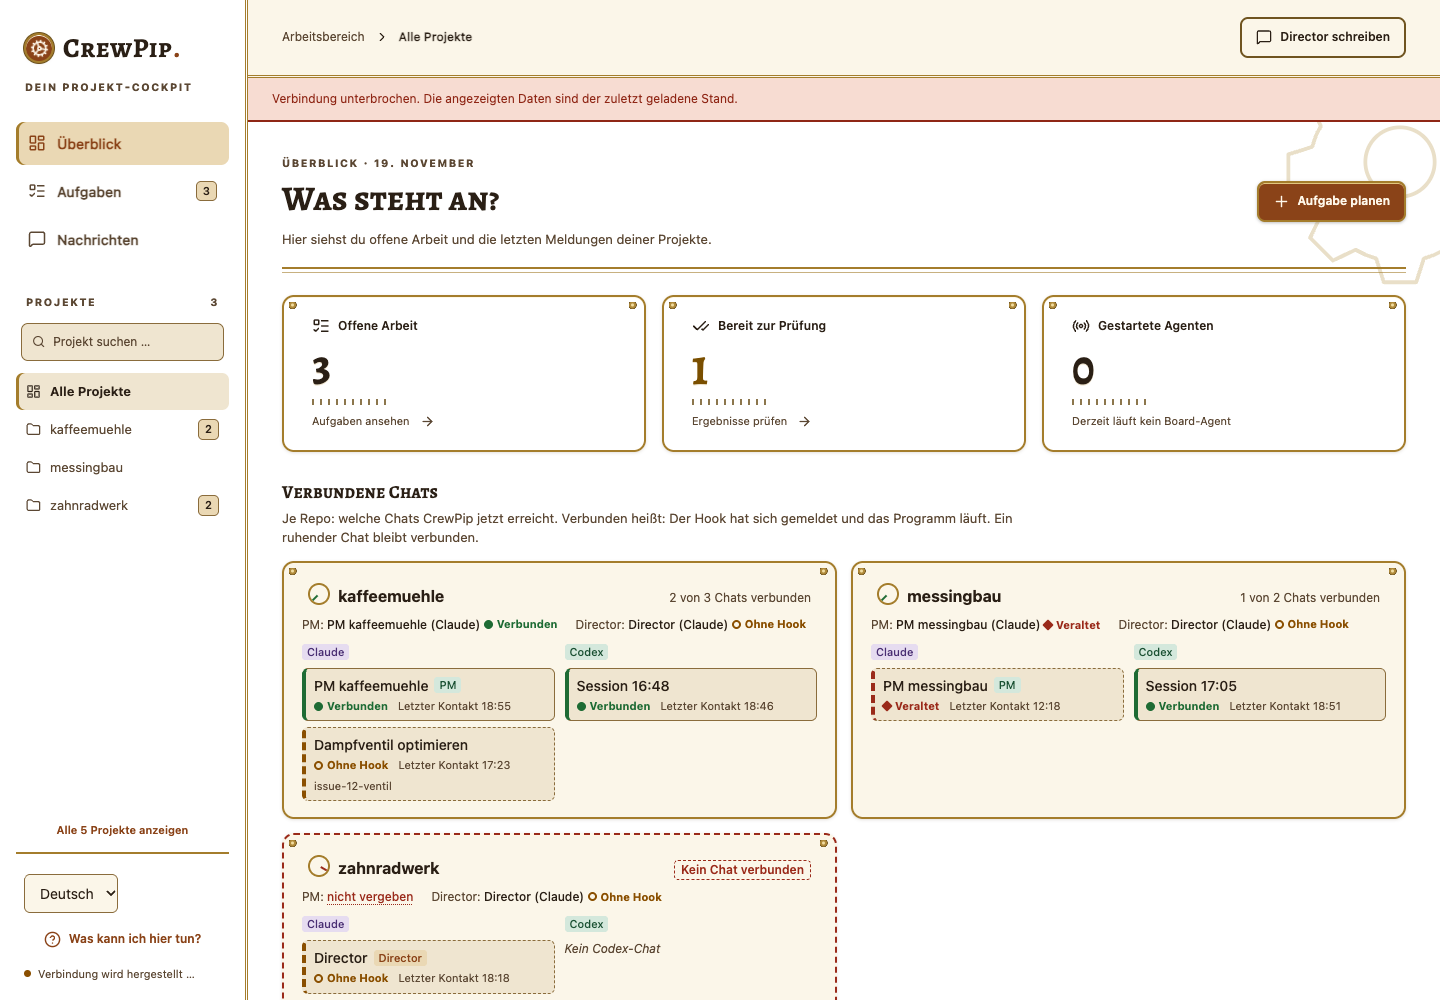 CrewPip.
DEIN PROJEKT-COCKPIT
Überblick
Aufgaben 3
Nachrichten
PROJEKTE 3
Projekt suchen ...
Alle Projekte
kaffeemuehle 2
messingbau
zahnradwerk 2
Alle 5 Projekte anzeigen
Deutsch
Was kann ich hier tun?
Verbindung wird hergestellt ...
Arbeitsbereich > Alle Projekte
Director schreiben
Verbindung unterbrochen. Die angezeigten Daten sind der zuletzt geladene Stand.
ÜBERBLICK · 19. NOVEMBER
Was steht an?
Aufgabe planen
Hier siehst du offene Arbeit und die letzten Meldungen deiner Projekte.
Offene Arbeit
3
Aufgaben ansehen →
Bereit zur Prüfung
1
Ergebnisse prüfen →
Gestartete Agenten
0
Derzeit läuft kein Board-Agent
Verbundene Chats
Je Repo: welche Chats CrewPip jetzt erreicht. Verbunden heißt: Der Hook hat sich gemeldet und das Programm läuft. Ein
ruhender Chat bleibt verbunden.
kaffeemuehle 2 von 3 Chats verbunden
PM: PM kaffeemuehle (Claude) Verbunden Director: Director (Claude) Ohne Hook
Claude
PM kaffeemuehle PM
Verbunden Letzter Kontakt 18:55
Dampfventil optimieren
Ohne Hook Letzter Kontakt 17:23
issue-12-ventil
Codex
Session 16:48
Verbunden Letzter Kontakt 18:46
messingbau 1 von 2 Chats verbunden
PM: PM messingbau (Claude) Veraltet Director: Director (Claude) Ohne Hook
Claude
PM messingbau PM
Veraltet Letzter Kontakt 12:18
Codex
Session 17:05
Verbunden Letzter Kontakt 18:51
zahnradwerk Kein Chat verbunden
PM: nicht vergeben Director: Director (Claude) Ohne Hook
Claude
Director Director
Ohne Hook Letzter Kontakt 18:18
Codex
Kein Codex-Chat